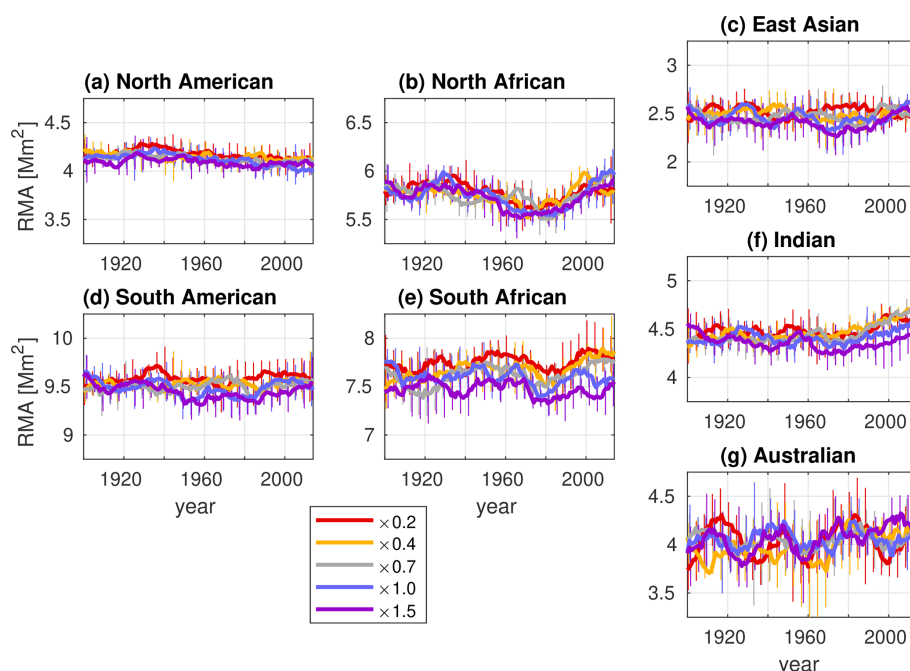 (a) North American
RMA [Mm²]
4.5
4
3.5
1920 1960 2000
(b) North African
6.5
6
5.5
1920 1960 2000
(c) East Asian
3
2.5
2
1920 1960 2000
(d) South American
RMA [Mm²]
10
9.5
9
1920 1960 2000
year
(e) South African
8
7.5
7
1920 1960 2000
year
(f) Indian
5
4.5
4
1920 1960 2000
(g) Australian
4.5
4
3.5
1920 1960 2000
year
×0.2
×0.4
×0.7
×1.0
×1.5